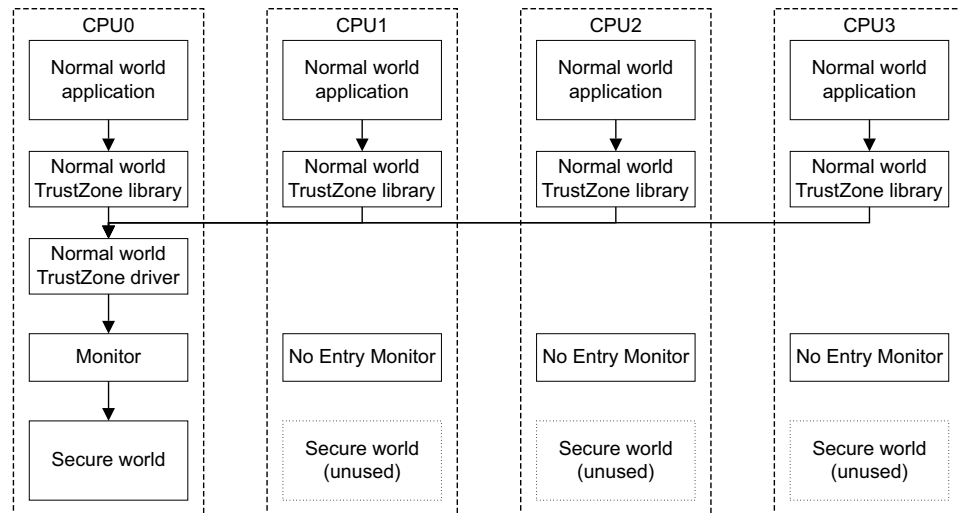 CPU0
Normal world
application
Normal world
TrustZone library
Normal world
TrustZone driver
Monitor
Secure world
CPU1
Normal world
application
Normal world
TrustZone library
No Entry Monitor
Secure world
(unused)
CPU2
Normal world
application
Normal world
TrustZone library
No Entry Monitor
Secure world
(unused)
CPU3
Normal world
application
Normal world
TrustZone library
No Entry Monitor
Secure world
(unused)